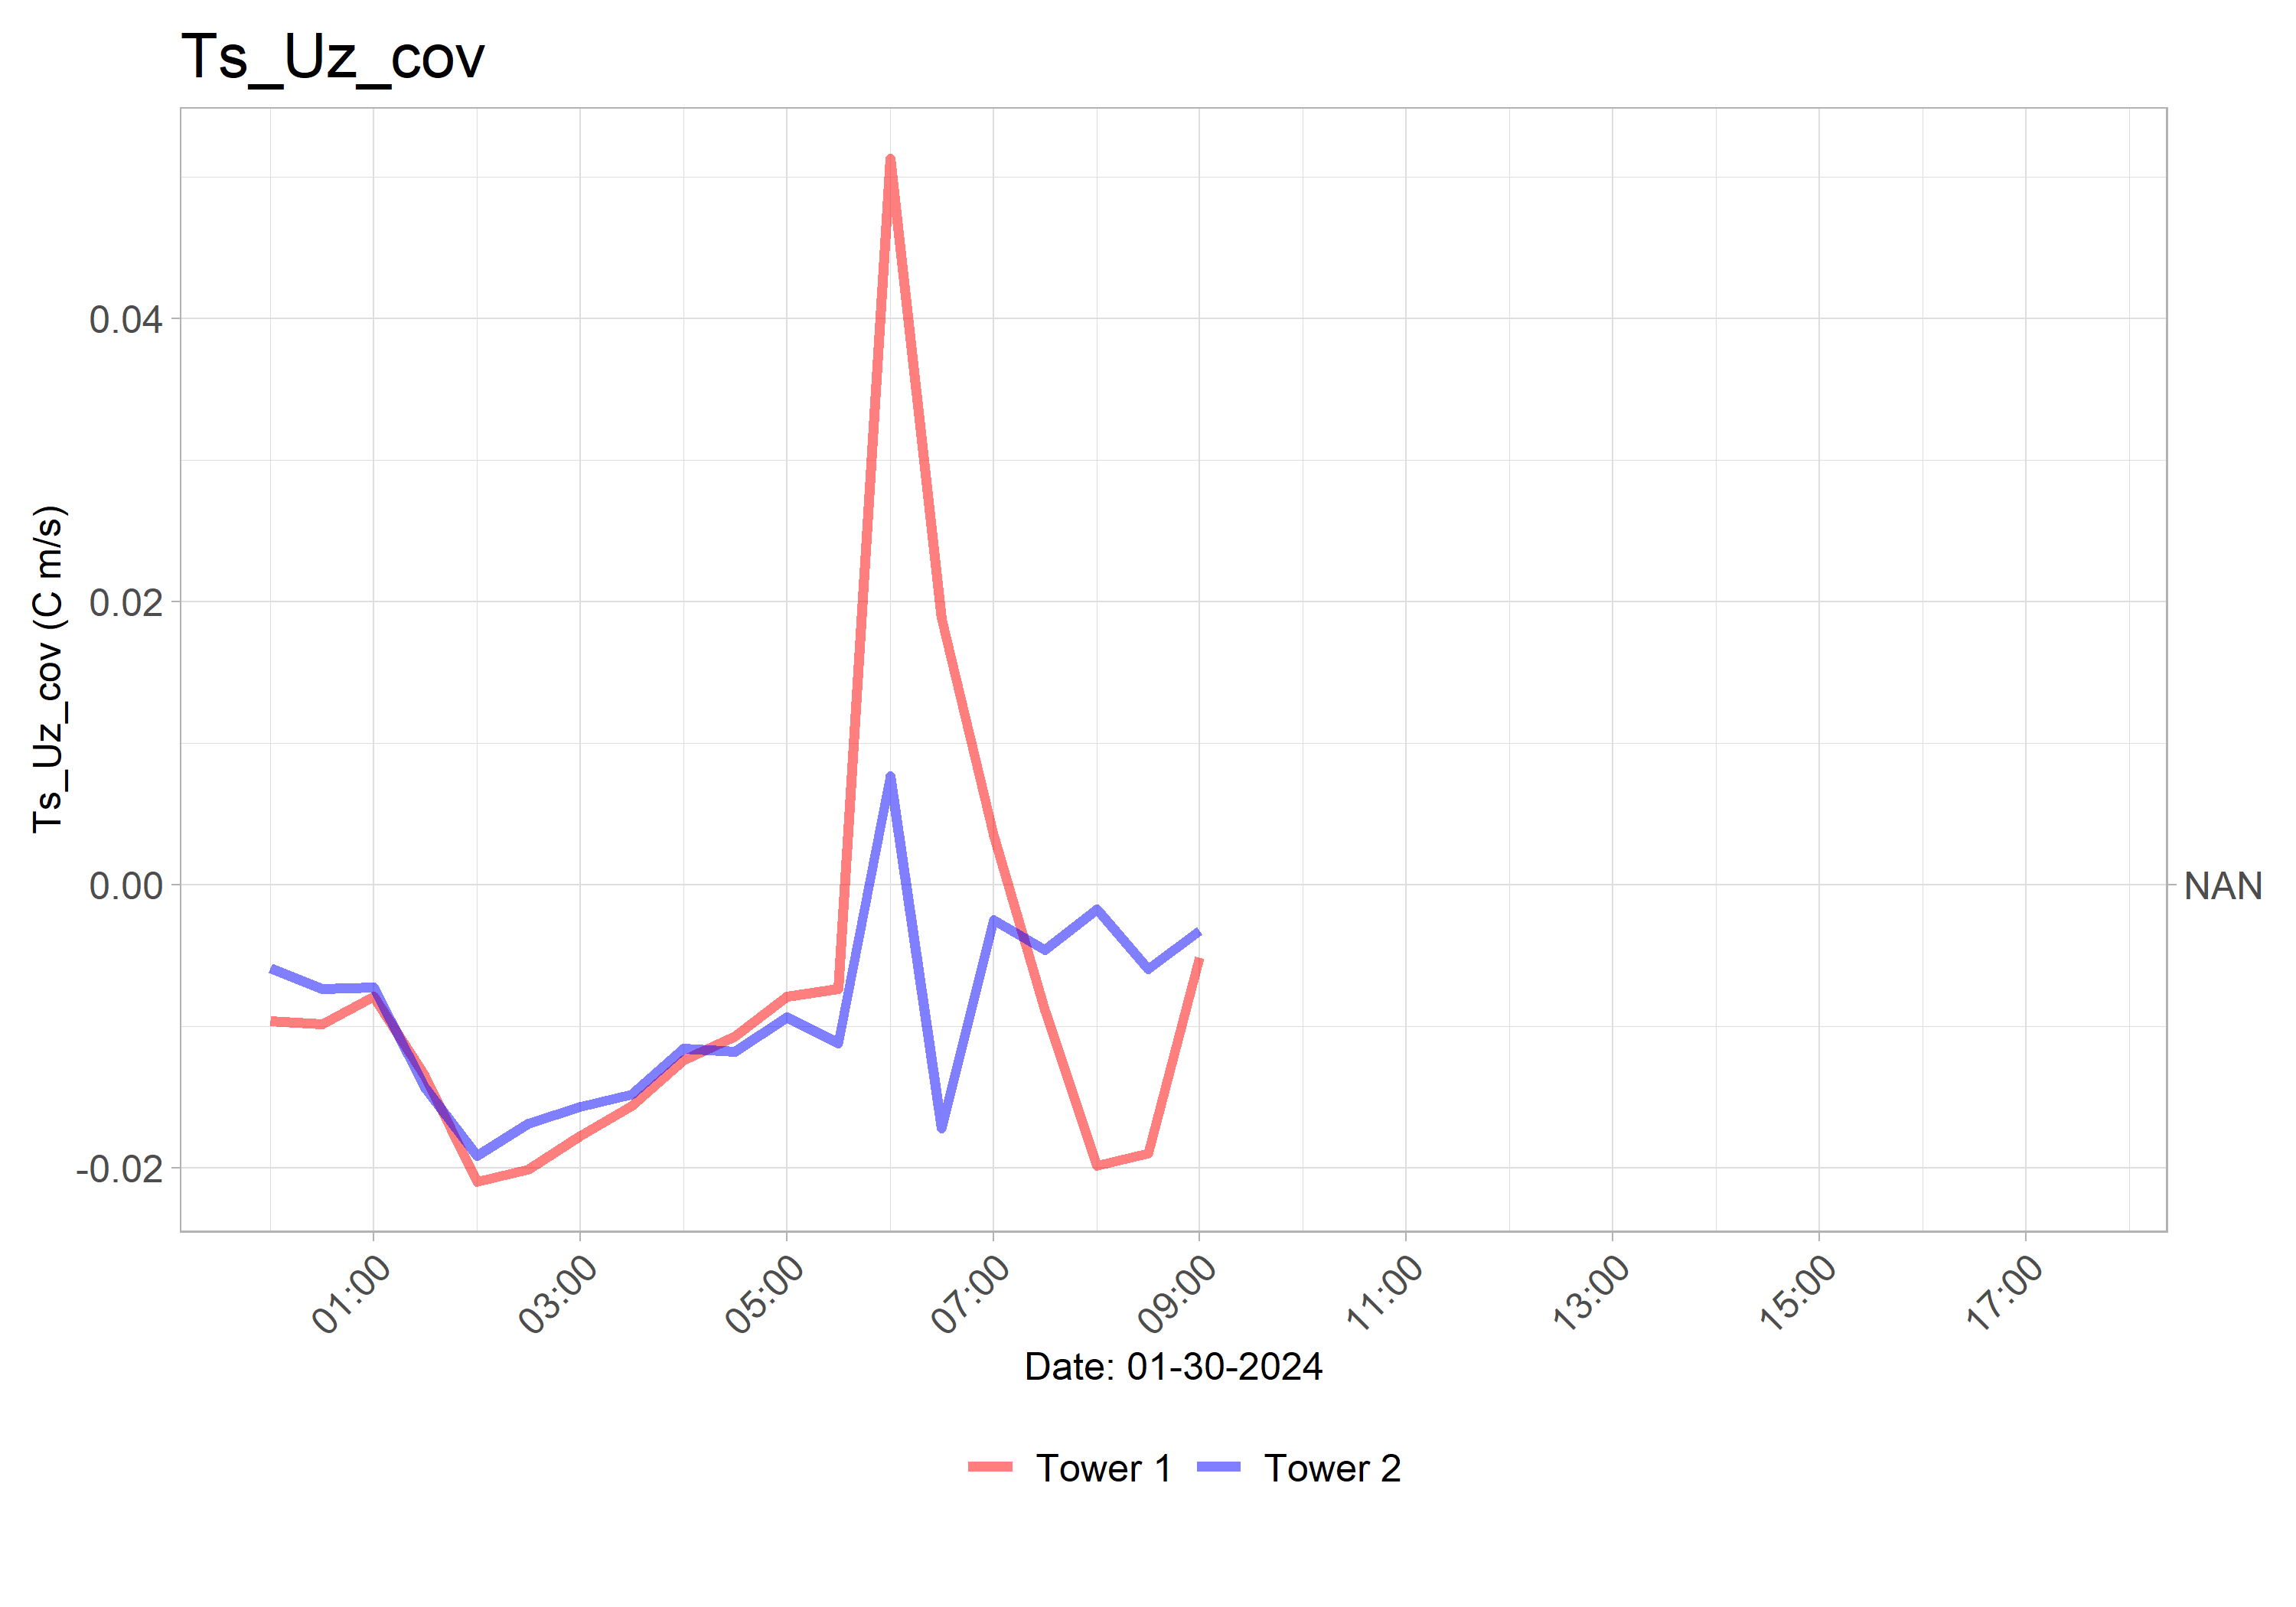 Ts_Uz_cov
Ts_Uz_cov (C m/s)
0.04
0.02
0.00
-0.02
NAN
01:00 03:00 05:00 07:00 09:00 11:00 13:00 15:00 17:00
Date: 01-30-2024
Tower 1 Tower 2